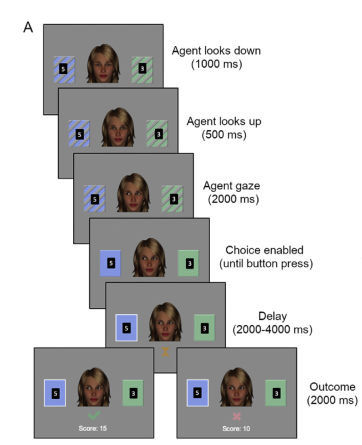 A
Agent looks down
(1000 ms)
5 3
Agent looks up
(500 ms)
5 3
Agent gaze
(2000 ms)
5 3
Choice enabled
(until button press)
5 3
Delay
(2000-4000 ms)
5 3
Outcome
(2000 ms)
5 3
Score: 15
5 3
Score: 10